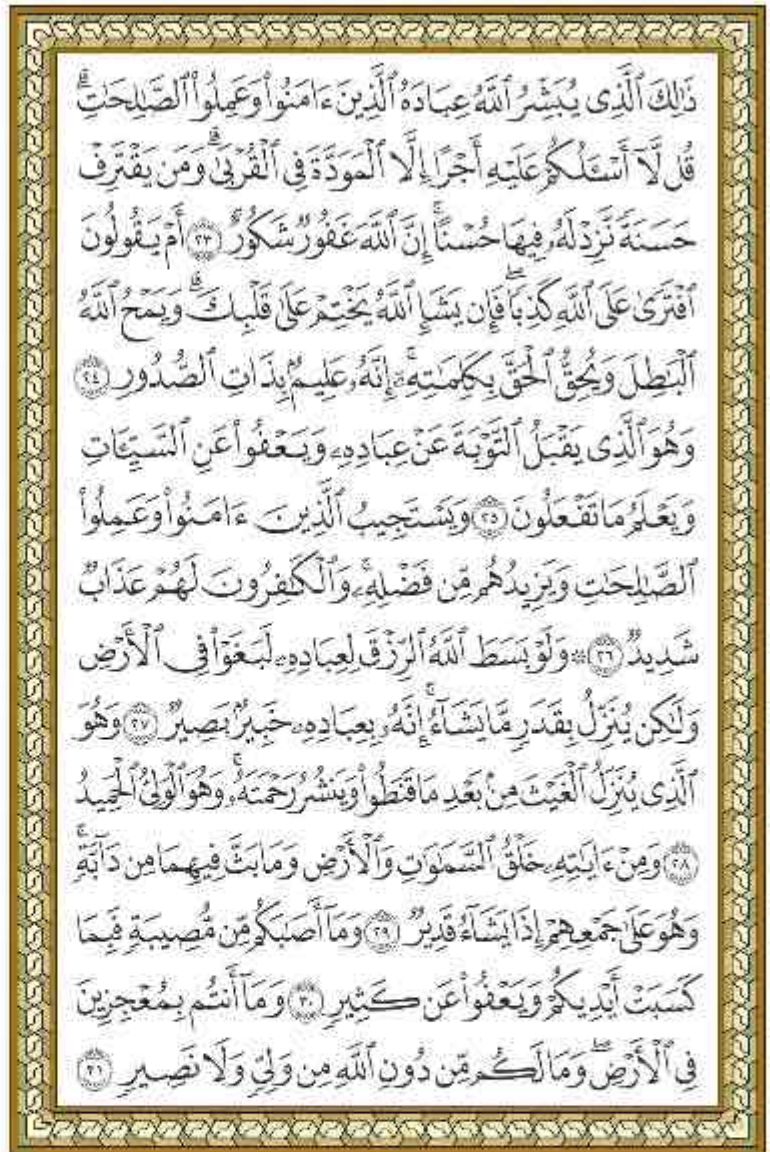 ذَٰلِكَ ٱلَّذِى يُبَشِّرُ ٱللَّهُ عِبَادَهُ ٱلَّذِينَ ءَامَنُوا۟ وَعَمِلُوا۟ ٱلصَّٰلِحَٰتِ ۗ
قُل لَّآ أَسْـَٔلُكُمْ عَلَيْهِ أَجْرًا إِلَّا ٱلْمَوَدَّةَ فِى ٱلْقُرْبَىٰ ۗ وَمَن يَقْتَرِفْ
حَسَنَةً نَّزِدْ لَهُۥ فِيهَا حُسْنًا ۚ إِنَّ ٱللَّهَ غَفُورٌ شَكُورٌ ﴿٢٣﴾ أَمْ يَقُولُونَ
ٱفْتَرَىٰ عَلَى ٱللَّهِ كَذِبًا ۖ فَإِن يَشَإِ ٱللَّهُ يَخْتِمْ عَلَىٰ قَلْبِكَ ۗ وَيَمْحُ ٱللَّهُ
ٱلْبَٰطِلَ وَيُحِقُّ ٱلْحَقَّ بِكَلِمَٰتِهِۦٓ ۚ إِنَّهُۥ عَلِيمٌۢ بِذَاتِ ٱلصُّدُورِ ﴿٢٤﴾
وَهُوَ ٱلَّذِى يَقْبَلُ ٱلتَّوْبَةَ عَنْ عِبَادِهِۦ وَيَعْفُوا۟ عَنِ ٱلسَّيِّـَٔاتِ
وَيَعْلَمُ مَا تَفْعَلُونَ ﴿٢٥﴾ وَيَسْتَجِيبُ ٱلَّذِينَ ءَامَنُوا۟ وَعَمِلُوا۟
ٱلصَّٰلِحَٰتِ وَيَزِيدُهُم مِّن فَضْلِهِۦ ۚ وَٱلْكَٰفِرُونَ لَهُمْ عَذَابٌ
شَدِيدٌ ﴿٢٦﴾ ۞ وَلَوْ بَسَطَ ٱللَّهُ ٱلرِّزْقَ لِعِبَادِهِۦ لَبَغَوْا۟ فِى ٱلْأَرْضِ
وَلَٰكِن يُنَزِّلُ بِقَدَرٍ مَّا يَشَآءُ ۚ إِنَّهُۥ بِعِبَادِهِۦ خَبِيرٌۢ بَصِيرٌ ﴿٢٧﴾ وَهُوَ
ٱلَّذِى يُنَزِّلُ ٱلْغَيْثَ مِنۢ بَعْدِ مَا قَنَطُوا۟ وَيَنشُرُ رَحْمَتَهُۥ ۚ وَهُوَ ٱلْوَلِىُّ ٱلْحَمِيدُ
﴿٢٨﴾ وَمِنْ ءَايَٰتِهِۦ خَلْقُ ٱلسَّمَٰوَٰتِ وَٱلْأَرْضِ وَمَا بَثَّ فِيهِمَا مِن دَآبَّةٍ ۚ
وَهُوَ عَلَىٰ جَمْعِهِمْ إِذَا يَشَآءُ قَدِيرٌ ﴿٢٩﴾ وَمَآ أَصَٰبَكُم مِّن مُّصِيبَةٍ فَبِمَا
كَسَبَتْ أَيْدِيكُمْ وَيَعْفُوا۟ عَن كَثِيرٍ ﴿٣٠﴾ وَمَآ أَنتُم بِمُعْجِزِينَ
فِى ٱلْأَرْضِ ۖ وَمَا لَكُم مِّن دُونِ ٱللَّهِ مِن وَلِىٍّ وَلَا نَصِيرٍ ﴿٣١﴾